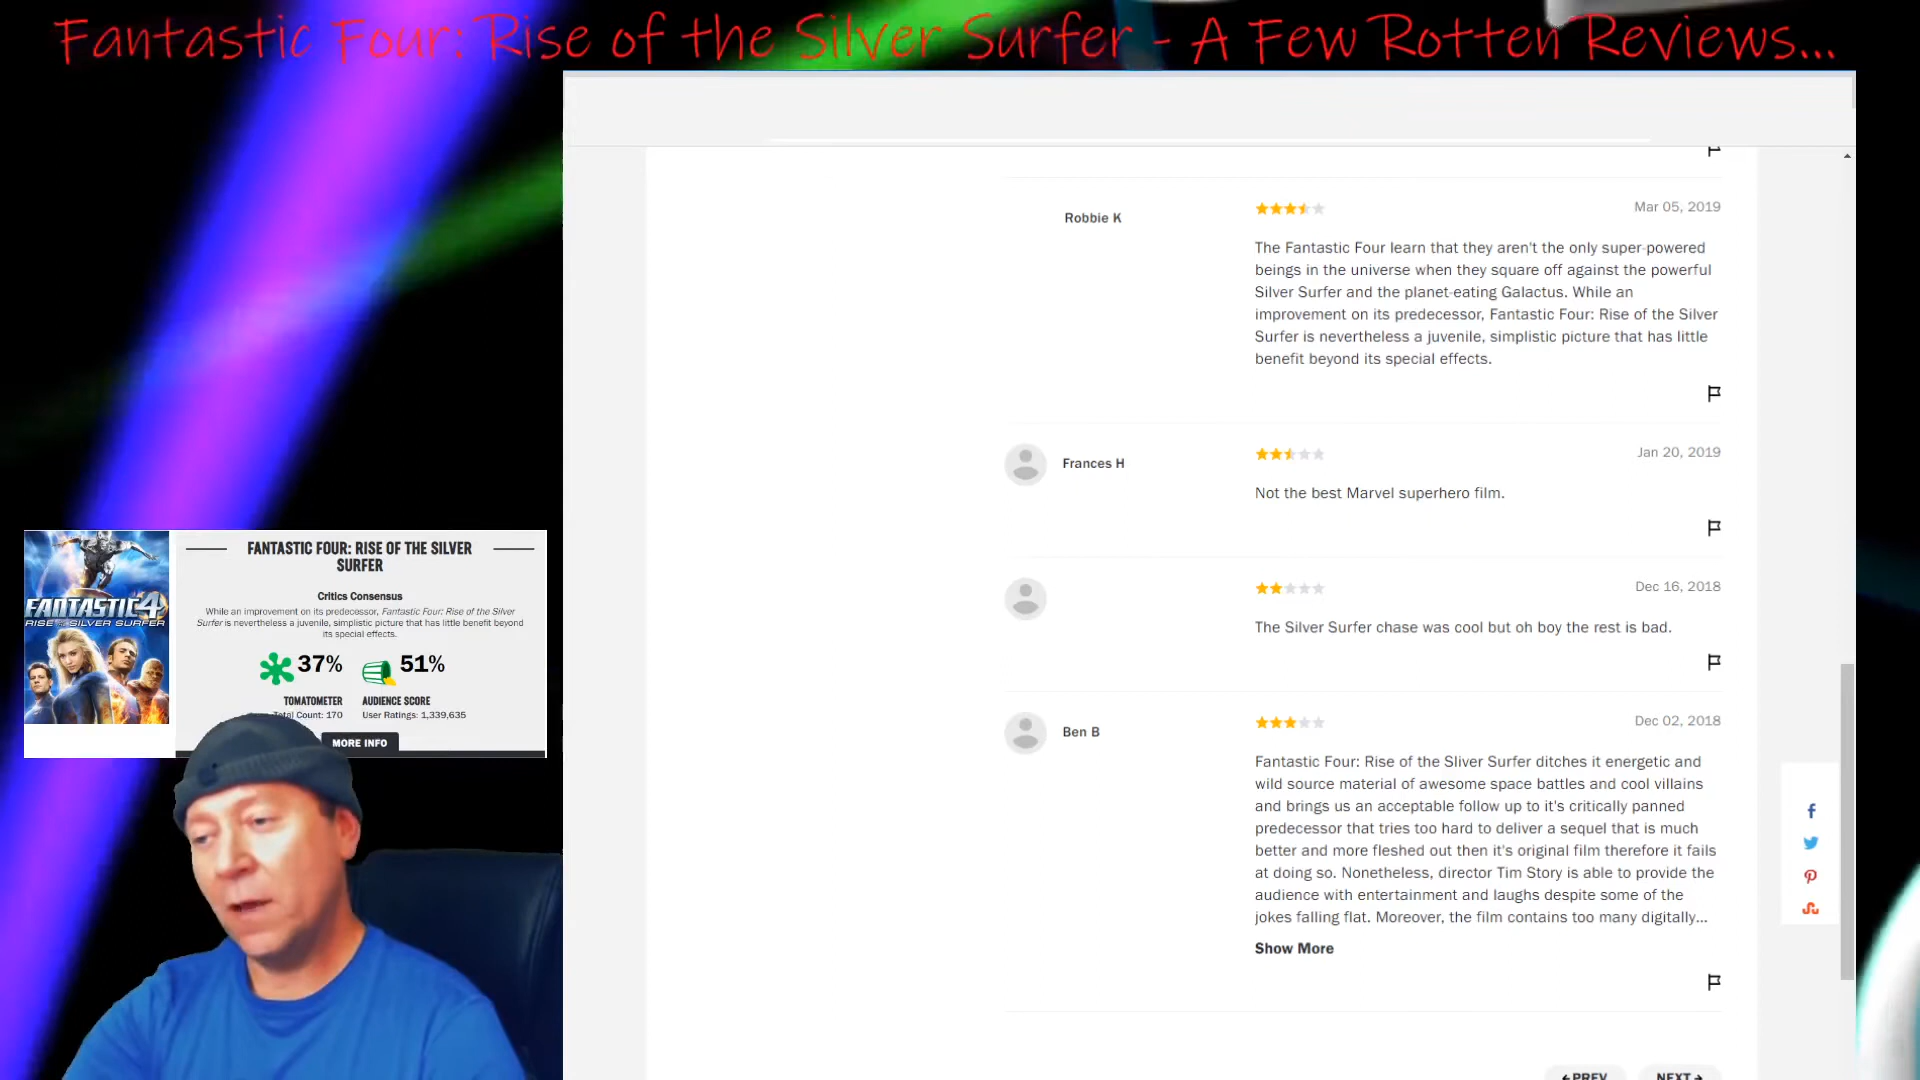 Fantastic Four: Rise of the Silver Surfer - A Few Rotten Reviews...
Robbie K
Mar 05, 2019
The Fantastic Four learn that they aren't the only super-powered
beings in the universe when they square off against the powerful
Silver Surfer and the planet-eating Galactus. While an
improvement on its predecessor, Fantastic Four: Rise of the Silver
Surfer is nevertheless a juvenile, simplistic picture that has little
benefit beyond its special effects.
Frances H
Jan 20, 2019
Not the best Marvel superhero film.
Dec 16, 2018
The Silver Surfer chase was cool but oh boy the rest is bad.
Ben B
Dec 02, 2018
Fantastic Four: Rise of the Sliver Surfer ditches it energetic and
wild source material of awesome space battles and cool villains
and brings us an acceptable follow up to it's critically panned
predecessor that tries too hard to deliver a sequel that is much
better and more fleshed out then it's original film therefore it fails
at doing so. Nonetheless, director Tim Story is able to provide the
audience with entertainment and laughs despite some of the
jokes falling flat. Moreover, the film contains too many digitally...
Show More
PREV
NEXT
FANTASTIC 4
RISE OF THE SILVER SURFER
FANTASTIC FOUR: RISE OF THE SILVER
SURFER
Critics Consensus
While an improvement on its predecessor, Fantastic Four: Rise of the Silver
Surfer is nevertheless a juvenile, simplistic picture that has little benefit beyond
its special effects.
37%
51%
TOMATOMETER
AUDIENCE SCORE
Total Count: 170
User Ratings: 1,339,635
MORE INFO